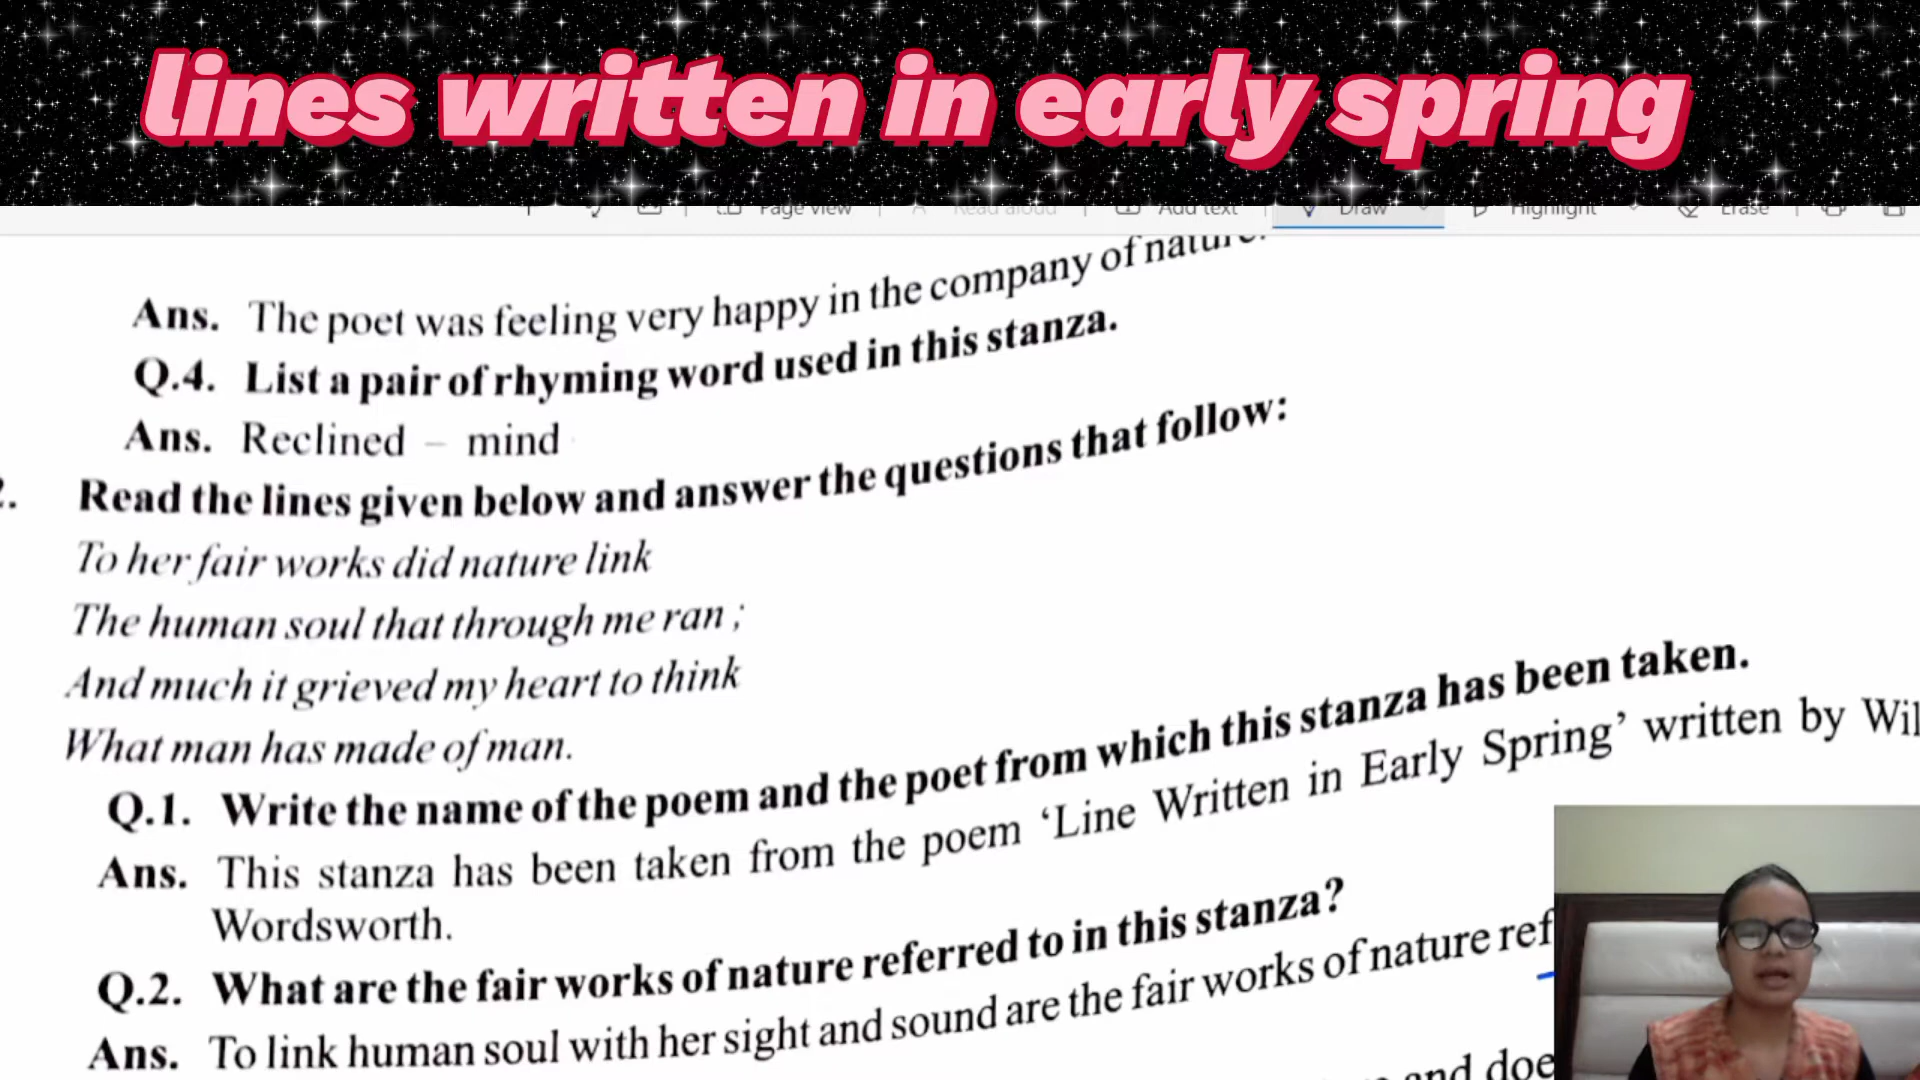 lines written in early spring
Page view Read aloud Add text Draw Highlight Erase
Ans. The poet was feeling very happy in the company of nature.
Q.4. List a pair of rhyming word used in this stanza.
Ans. Reclined – mind
2. Read the lines given below and answer the questions that follow:
To her fair works did nature link
The human soul that through me ran ;
And much it grieved my heart to think
What man has made of man.
Q.1. Write the name of the poem and the poet from which this stanza has been taken.
Ans. This stanza has been taken from the poem ‘Line Written in Early Spring’ written by Wil
Wordsworth.
Q.2. What are the fair works of nature referred to in this stanza?
Ans. To link human soul with her sight and sound are the fair works of nature ref
and doe